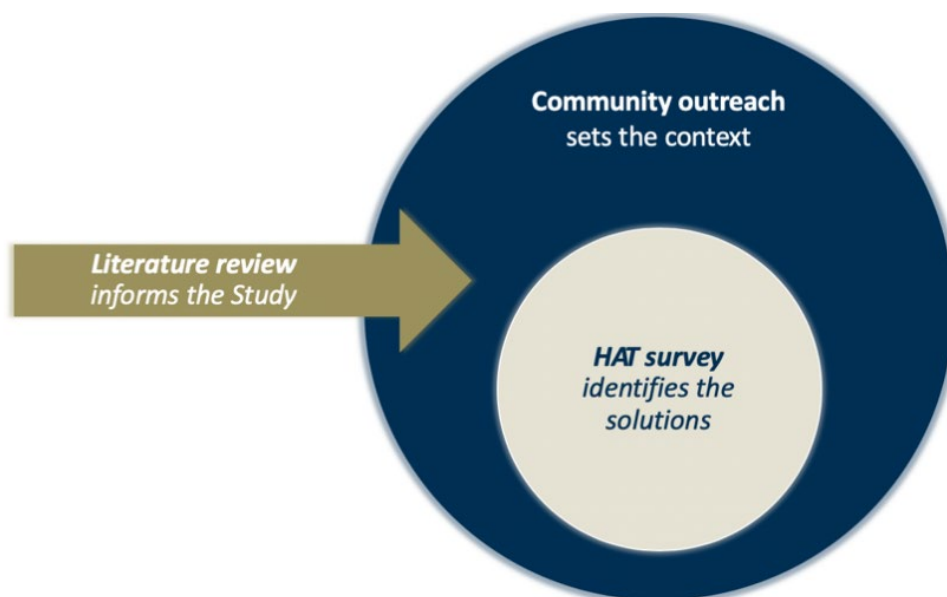 Community outreach
sets the context
Literature review
informs the Study
HAT survey
identifies the
solutions